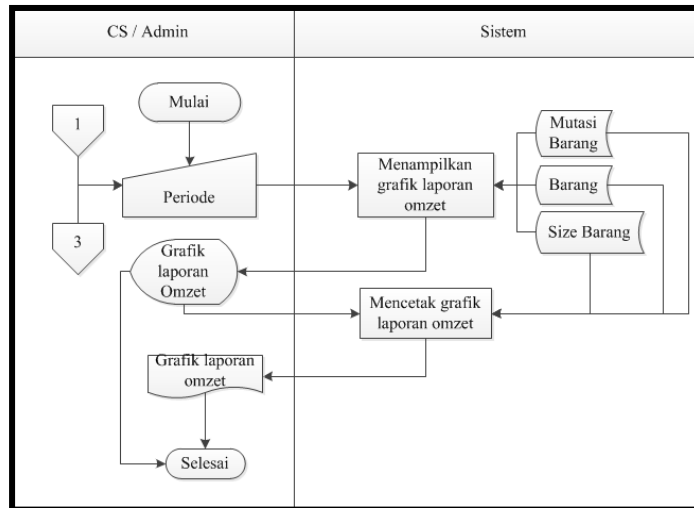 CS / Admin
Sistem
1
Mulai
Periode
3
Menampilkan
grafik laporan
omzet
Mutasi
Barang
Barang
Size Barang
Grafik
laporan
Omzet
Mencetak grafik
laporan omzet
Grafik laporan
omzet
Selesai